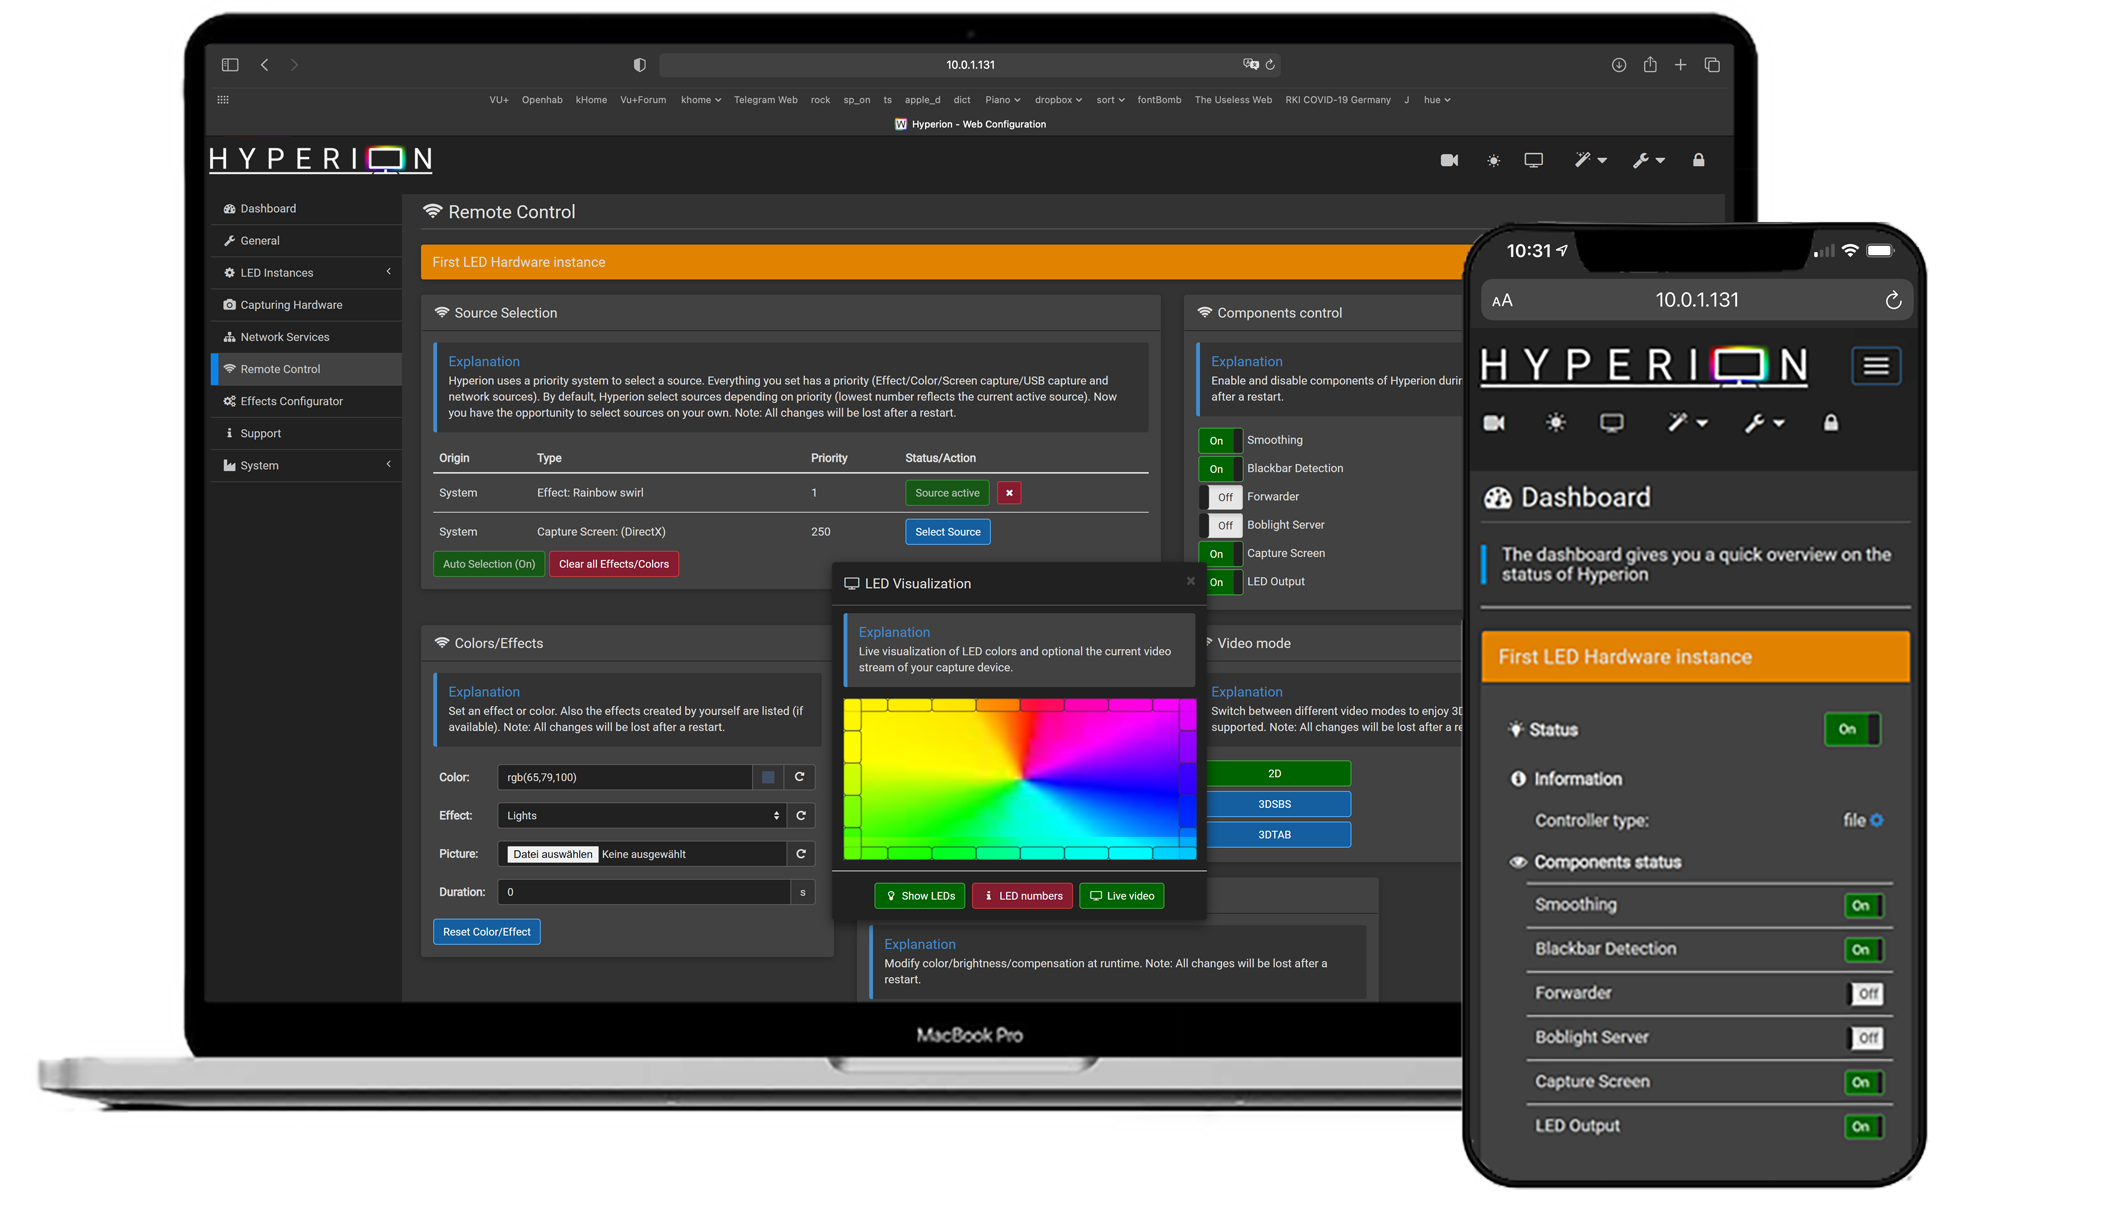 10.0.1.131
VU+ Openhab kHome Vu+Forum khome Telegram Web rock sp_on ts apple_d dict Piano dropbox sort fontBomb The Useless Web RKI COVID-19 Germany J hue
Hyperion - Web Configuration
HYPERION
Dashboard
General
LED Instances
Capturing Hardware
Network Services
Remote Control
Effects Configurator
Support
System
Remote Control
First LED Hardware instance
Source Selection
Explanation
Hyperion uses a priority system to select a source. Everything you set has a priority (Effect/Color/Screen capture/USB capture and
network sources). By default, Hyperion select sources depending on priority (lowest number reflects the current active source). Now
you have the opportunity to select sources on your own. Note: All changes will be lost after a restart.
Origin Type Priority Status/Action
System Effect: Rainbow swirl 1 Source active
System Capture Screen: (DirectX) 250 Select Source
Auto Selection (On) Clear all Effects/Colors
Components control
Explanation
Enable and disable components of Hyperion
after a restart.
On Smoothing
On Blackbar Detection
Off Forwarder
Off Boblight Server
On Capture Screen
On LED Output
Colors/Effects
Explanation
Set an effect or color. Also the effects created by yourself are listed (if
available). Note: All changes will be lost after a restart.
Color: rgb(65,79,100)
Effect: Lights
Picture: Datei auswählen Keine ausgewählt
Duration: 0 s
Reset Color/Effect
LED Visualization
Explanation
Live visualization of LED colors and optional the current video
stream of your capture device.
Show LEDs LED numbers Live video
Video mode
Explanation
Switch between different video modes to enjoy
supported. Note: All changes will be lost after a
2D
3DSBS
3DTAB
Explanation
Modify color/brightness/compensation at runtime. Note: All changes will be lost after a
restart.
MacBook Pro
10:31
AA 10.0.1.131
HYPERION
Dashboard
The dashboard gives you a quick overview on the
status of Hyperion
First LED Hardware instance
Status On
Information
Controller type: file
Components status
Smoothing On
Blackbar Detection On
Forwarder Off
Boblight Server Off
Capture Screen On
LED Output On